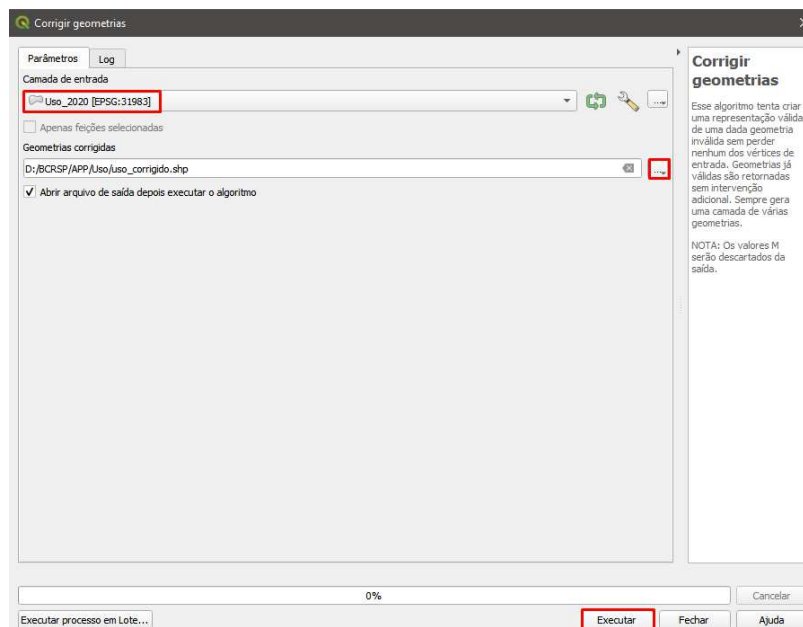 Corrigir geometrias
Parâmetros
Log
Camada de entrada
Uso_2020 [EPSG:31983]
...
Apenas feições selecionadas
Geometrias corrigidas
D:/BCRSP/APP/Uso/uso_corrigido.shp
...
Abrir arquivo de saída depois executar o algoritmo
Corrigir
geometrias
Esse algoritmo tenta criar
uma representação válida
de uma dada geometria
inválida sem perder
nenhum dos vértices de
entrada. Geometrias já
válidas são retornadas
sem intervenção
adicional. Sempre gera
uma camada de várias
geometrias.
NOTA: Os valores M
serão descartados da
saída.
0%
Cancelar
Executar processo em Lote...
Executar
Fechar
Ajuda